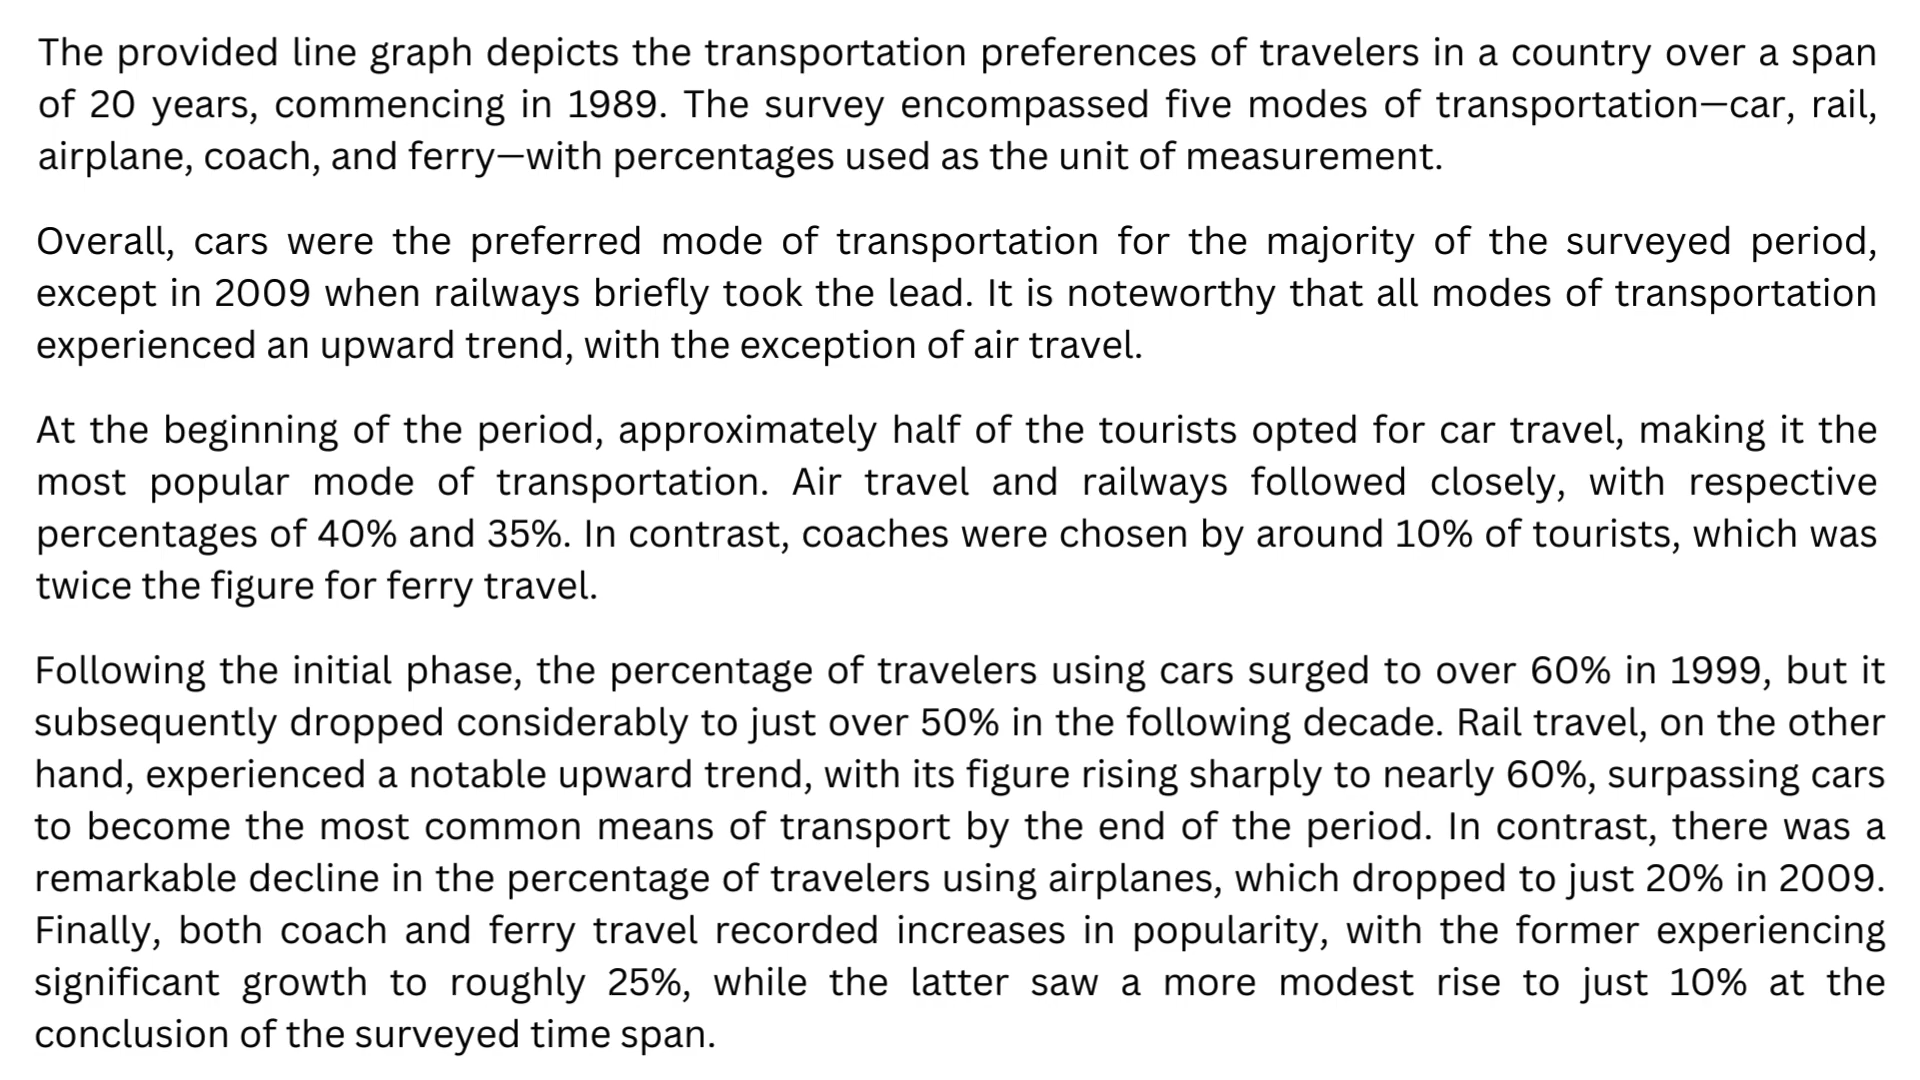 The provided line graph depicts the transportation preferences of travelers in a country over a span
of 20 years, commencing in 1989. The survey encompassed five modes of transportation—car, rail,
airplane, coach, and ferry—with percentages used as the unit of measurement.
Overall, cars were the preferred mode of transportation for the majority of the surveyed period,
except in 2009 when railways briefly took the lead. It is noteworthy that all modes of transportation
experienced an upward trend, with the exception of air travel.
At the beginning of the period, approximately half of the tourists opted for car travel, making it the
most popular mode of transportation. Air travel and railways followed closely, with respective
percentages of 40% and 35%. In contrast, coaches were chosen by around 10% of tourists, which was
twice the figure for ferry travel.
Following the initial phase, the percentage of travelers using cars surged to over 60% in 1999, but it
subsequently dropped considerably to just over 50% in the following decade. Rail travel, on the other
hand, experienced a notable upward trend, with its figure rising sharply to nearly 60%, surpassing cars
to become the most common means of transport by the end of the period. In contrast, there was a
remarkable decline in the percentage of travelers using airplanes, which dropped to just 20% in 2009.
Finally, both coach and ferry travel recorded increases in popularity, with the former experiencing
significant growth to roughly 25%, while the latter saw a more modest rise to just 10% at the
conclusion of the surveyed time span.